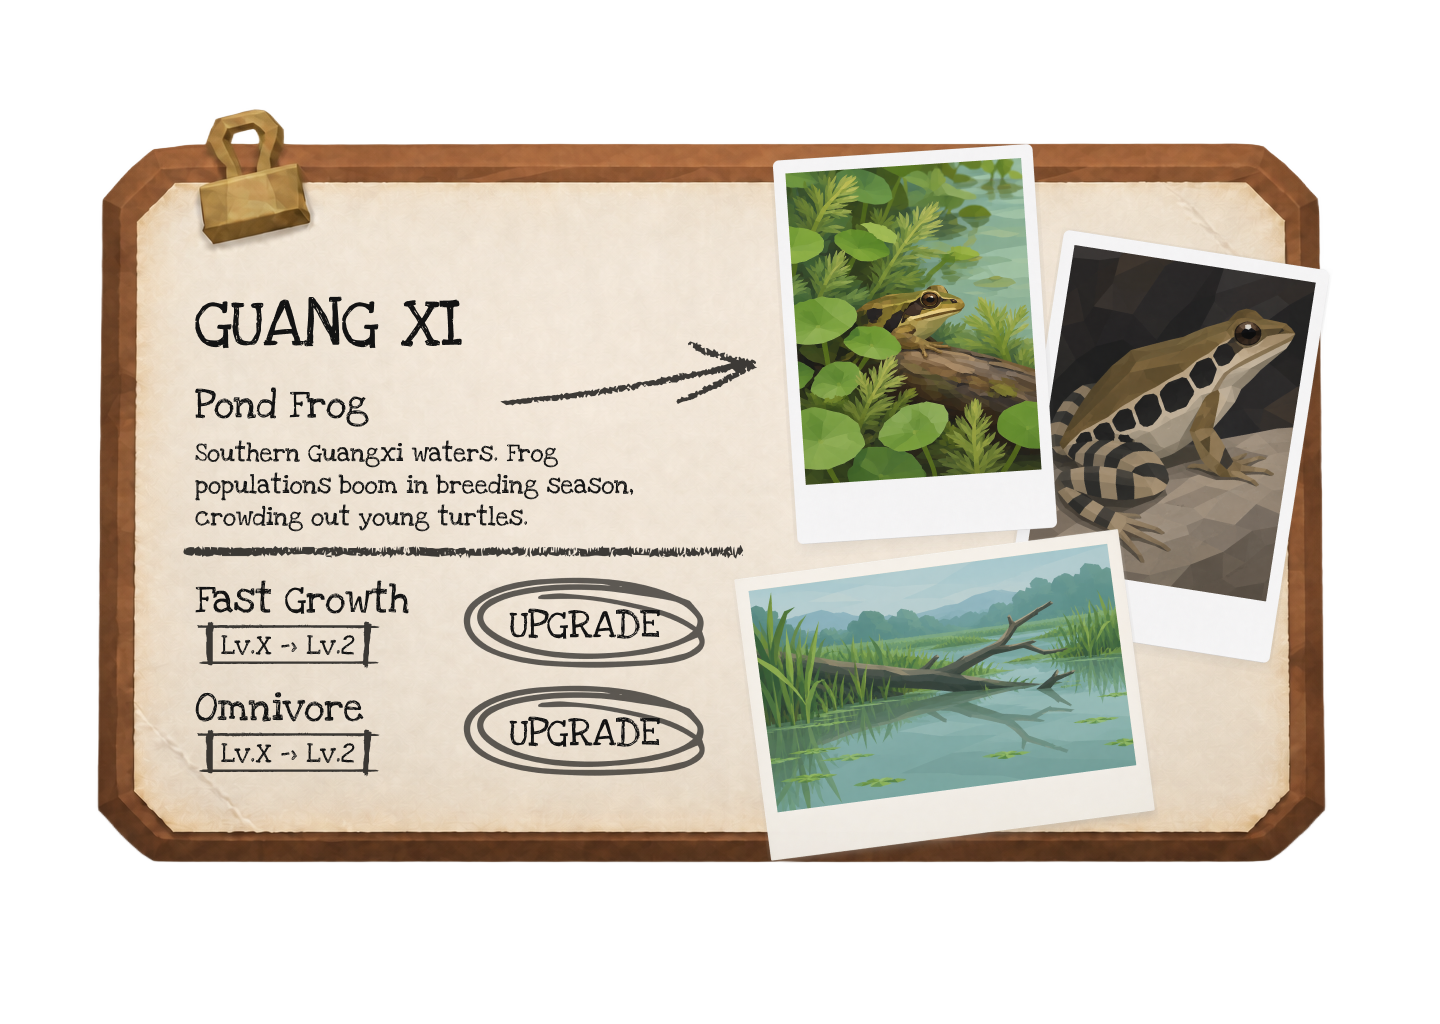 GUANG XI
Pond Frog
Southern Guangxi waters. Frog
populations boom in breeding season,
crowding out young turtles.
Fast Growth
Lv.X -> Lv.2
UPGRADE
Omnivore
Lv.X -> Lv.2
UPGRADE